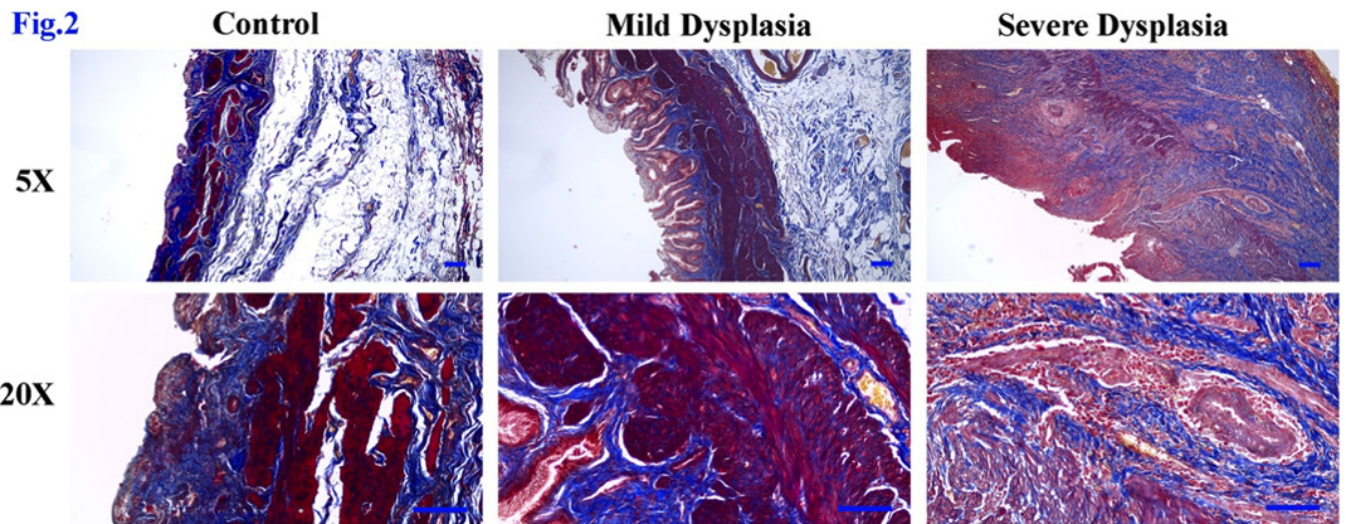 Fig.2
Control
Mild Dysplasia
Severe Dysplasia
5X
20X